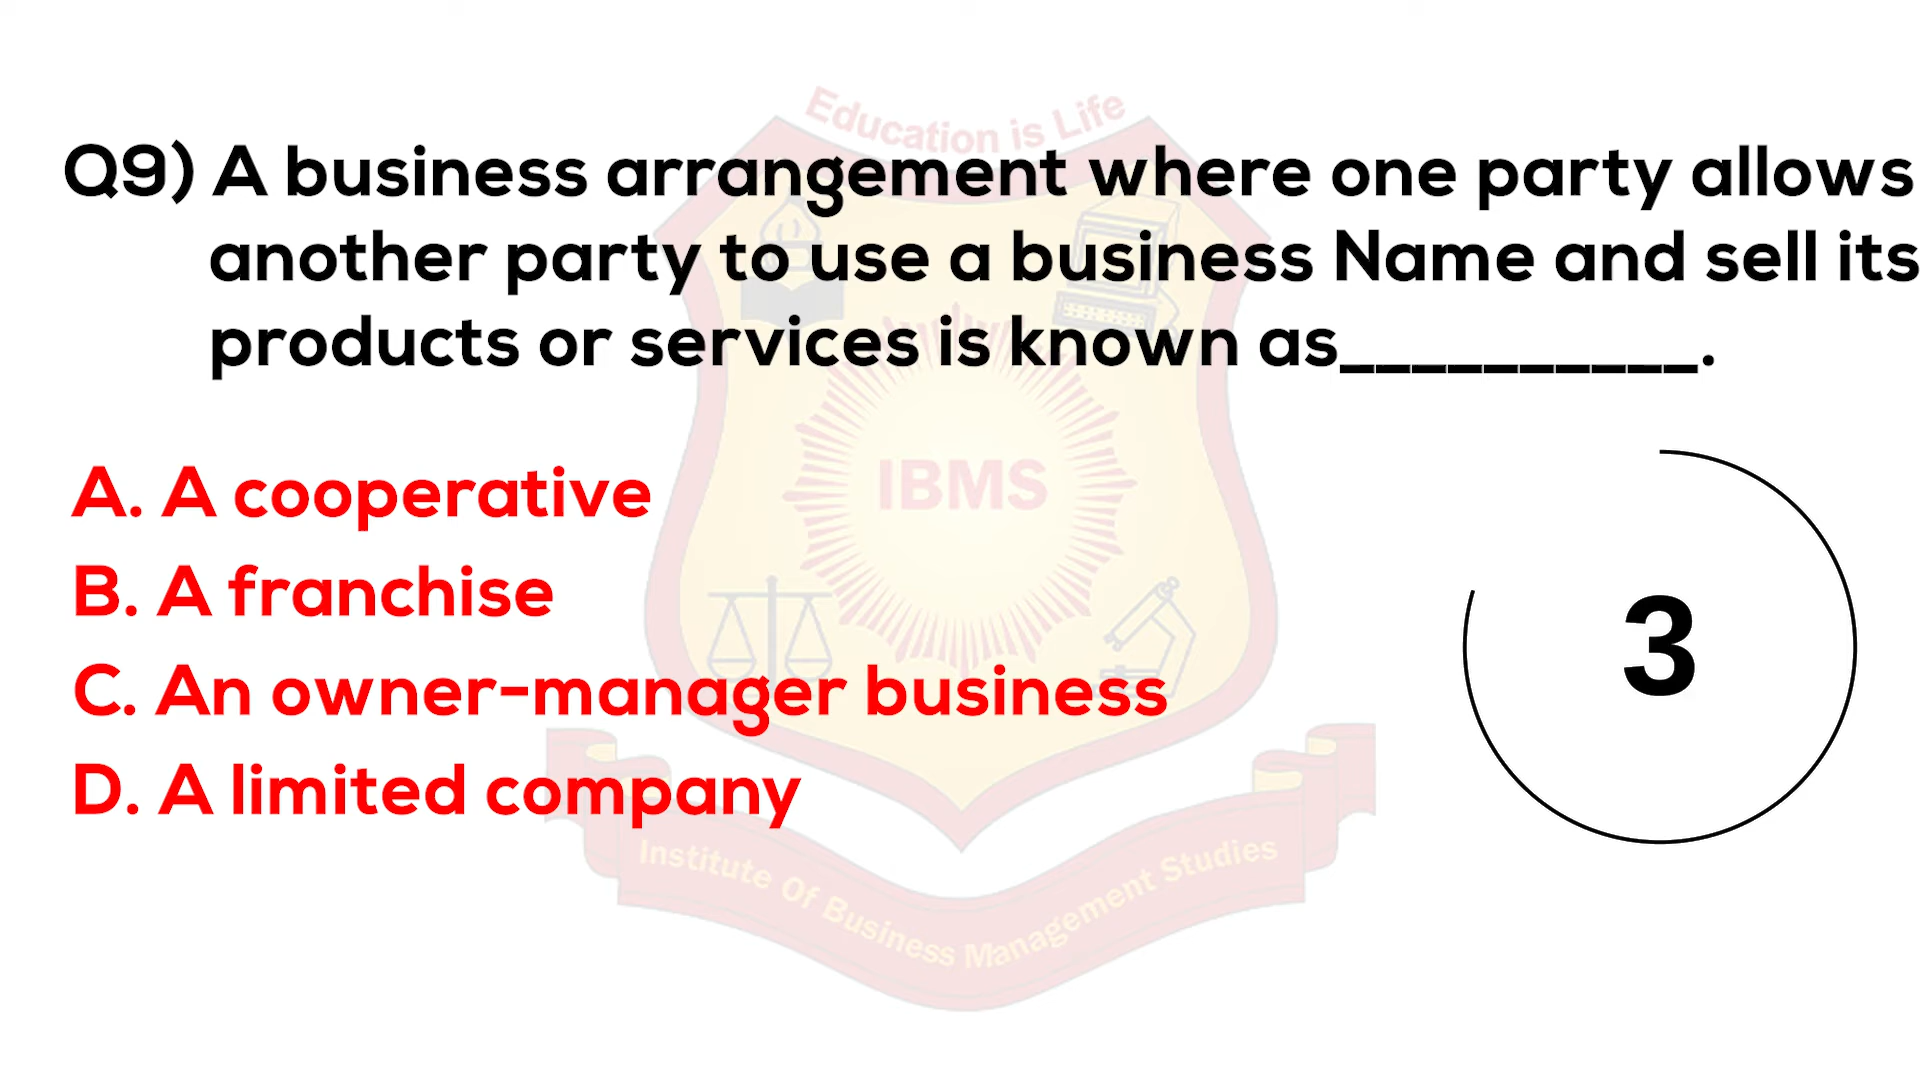 Education is Life
Q9) A business arrangement where one party allows
another party to use a business Name and sell its
products or services is known as__________.
IBMS
A. A cooperative
B. A franchise
C. An owner-manager business
D. A limited company
3
Institute Of Business Management Studies